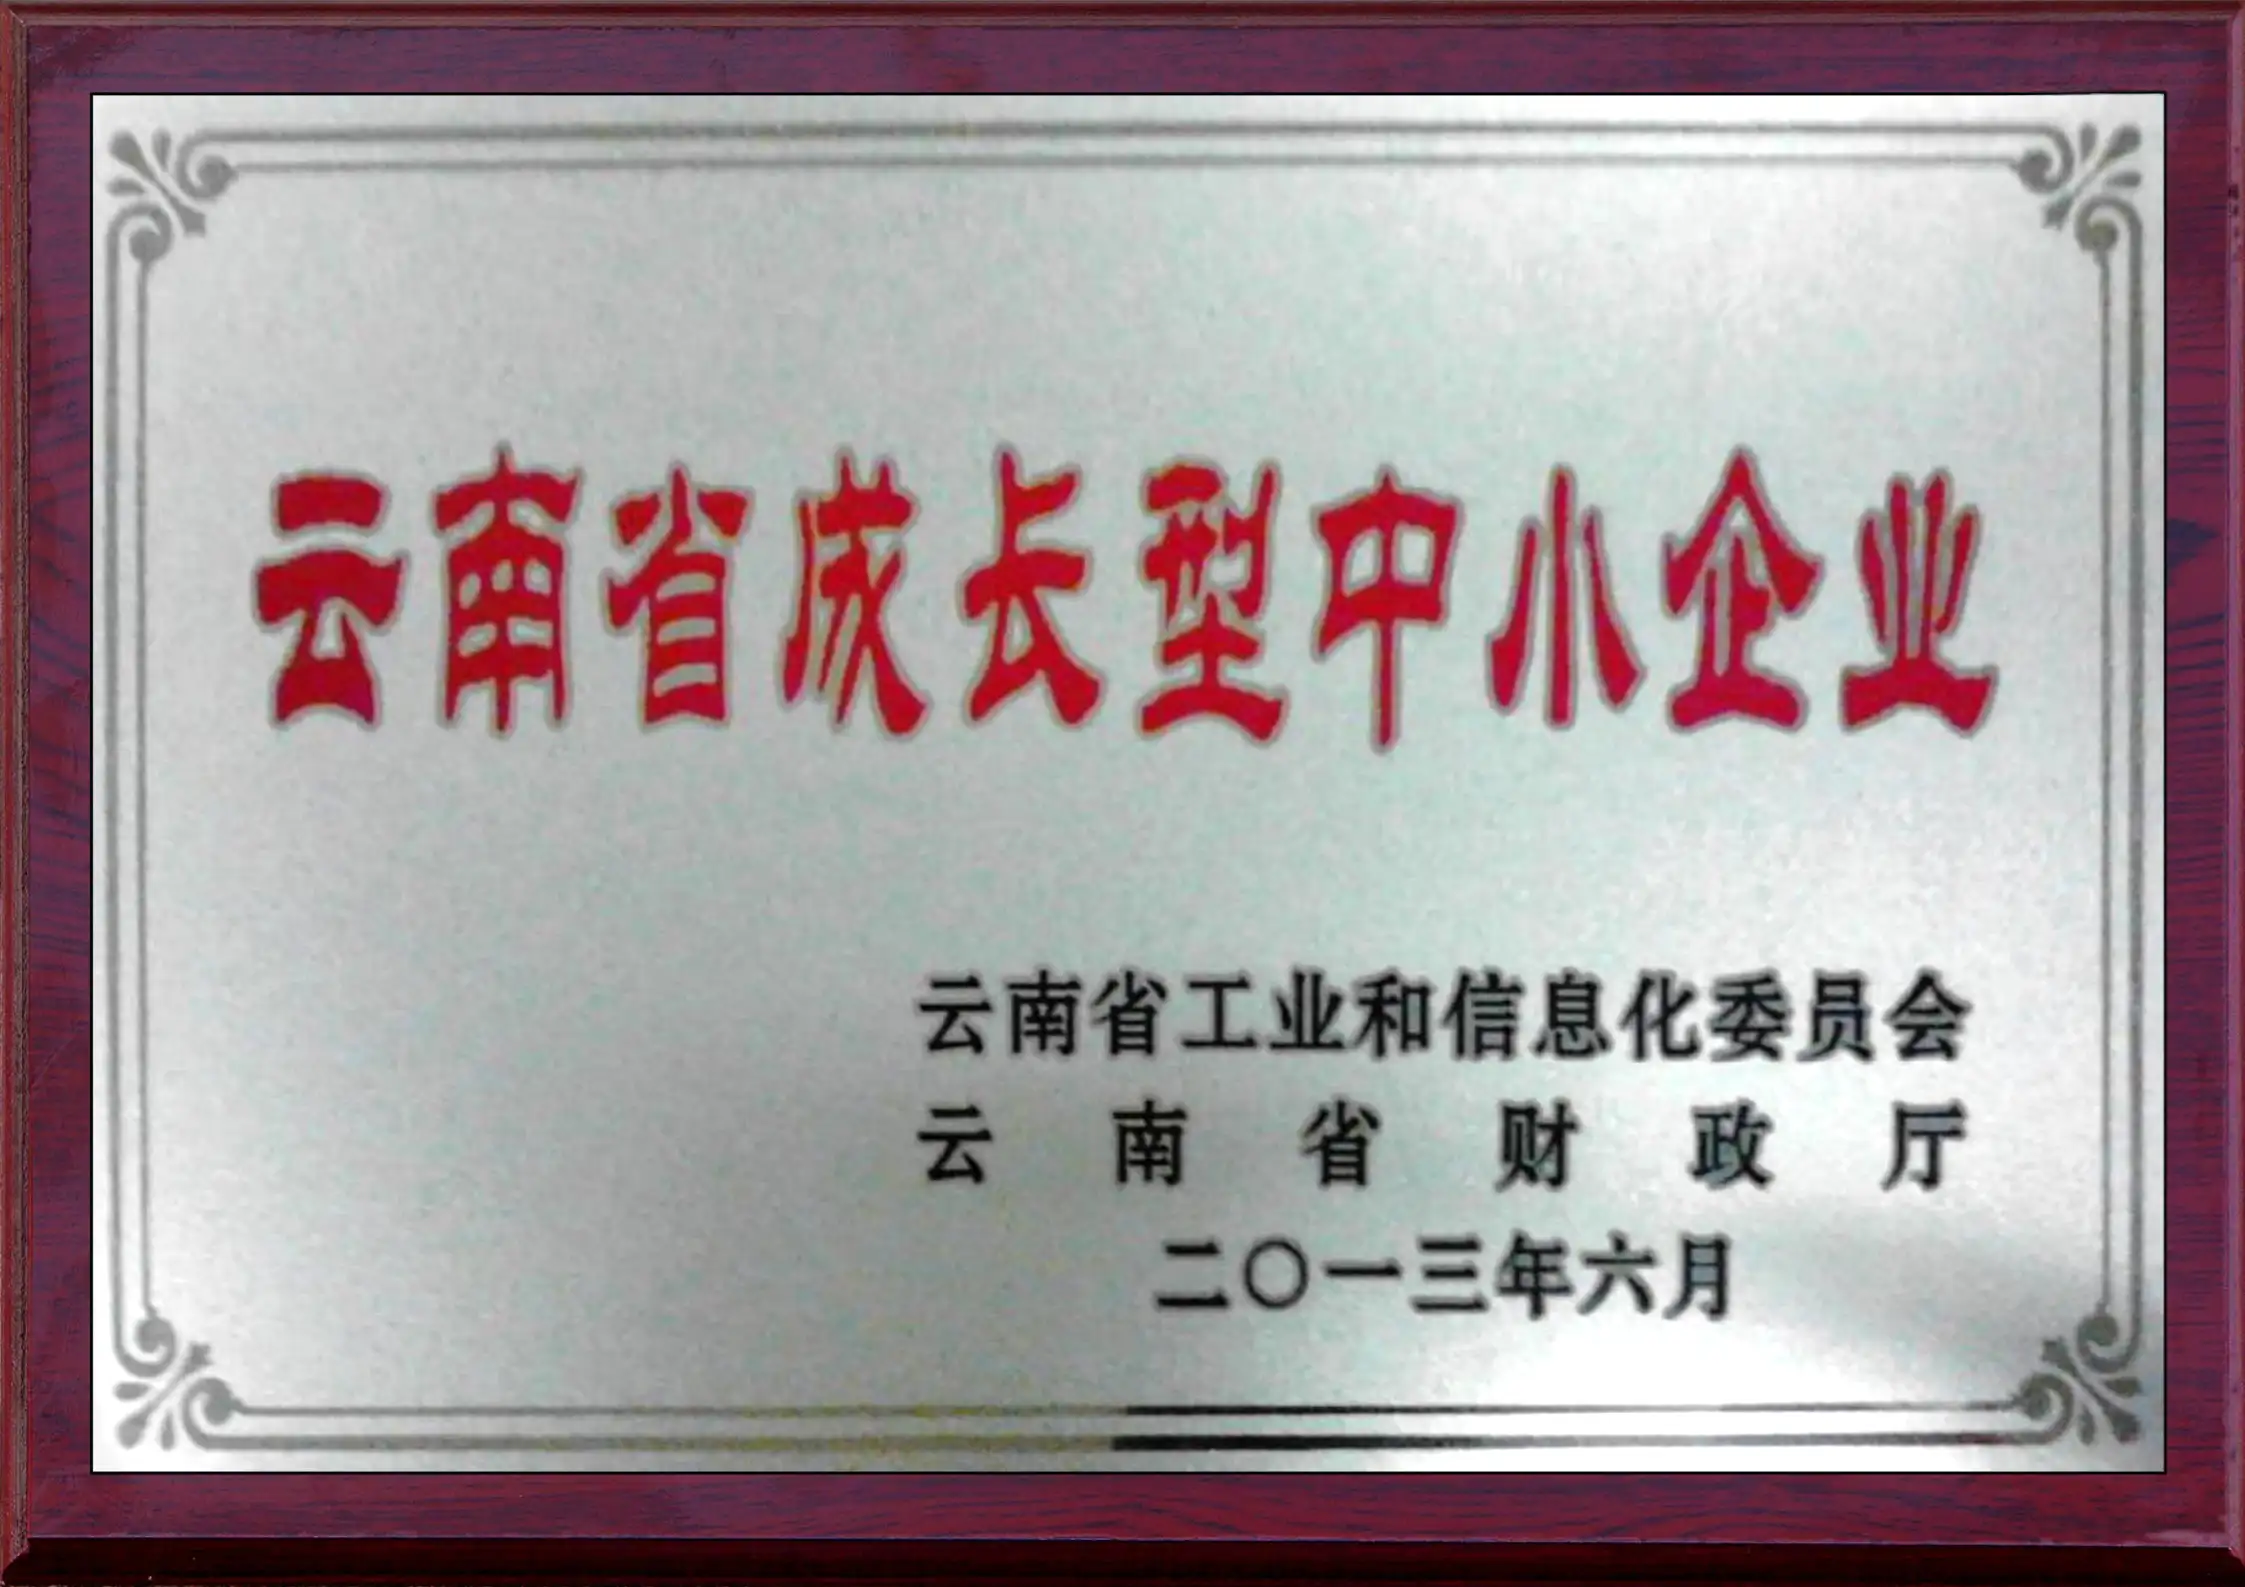 云南省成长型中小企业
云南省工业和信息化委员会
云南省财政厅
二〇一三年六月